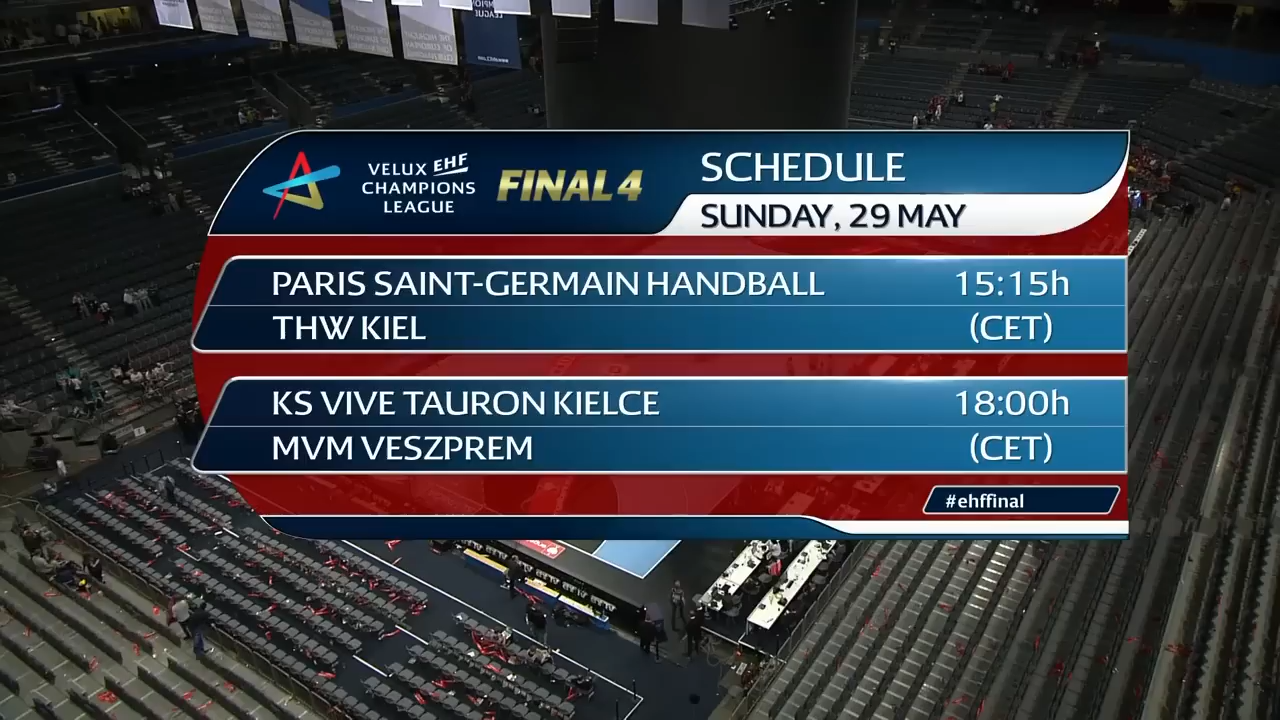 VELUX EHF
CHAMPIONS
LEAGUE
FINAL4
SCHEDULE
SUNDAY, 29 MAY
PARIS SAINT-GERMAIN HANDBALL 15:15h
THW KIEL (CET)
KS VIVE TAURON KIELCE 18:00h
MVM VESZPREM (CET)
#ehffinal